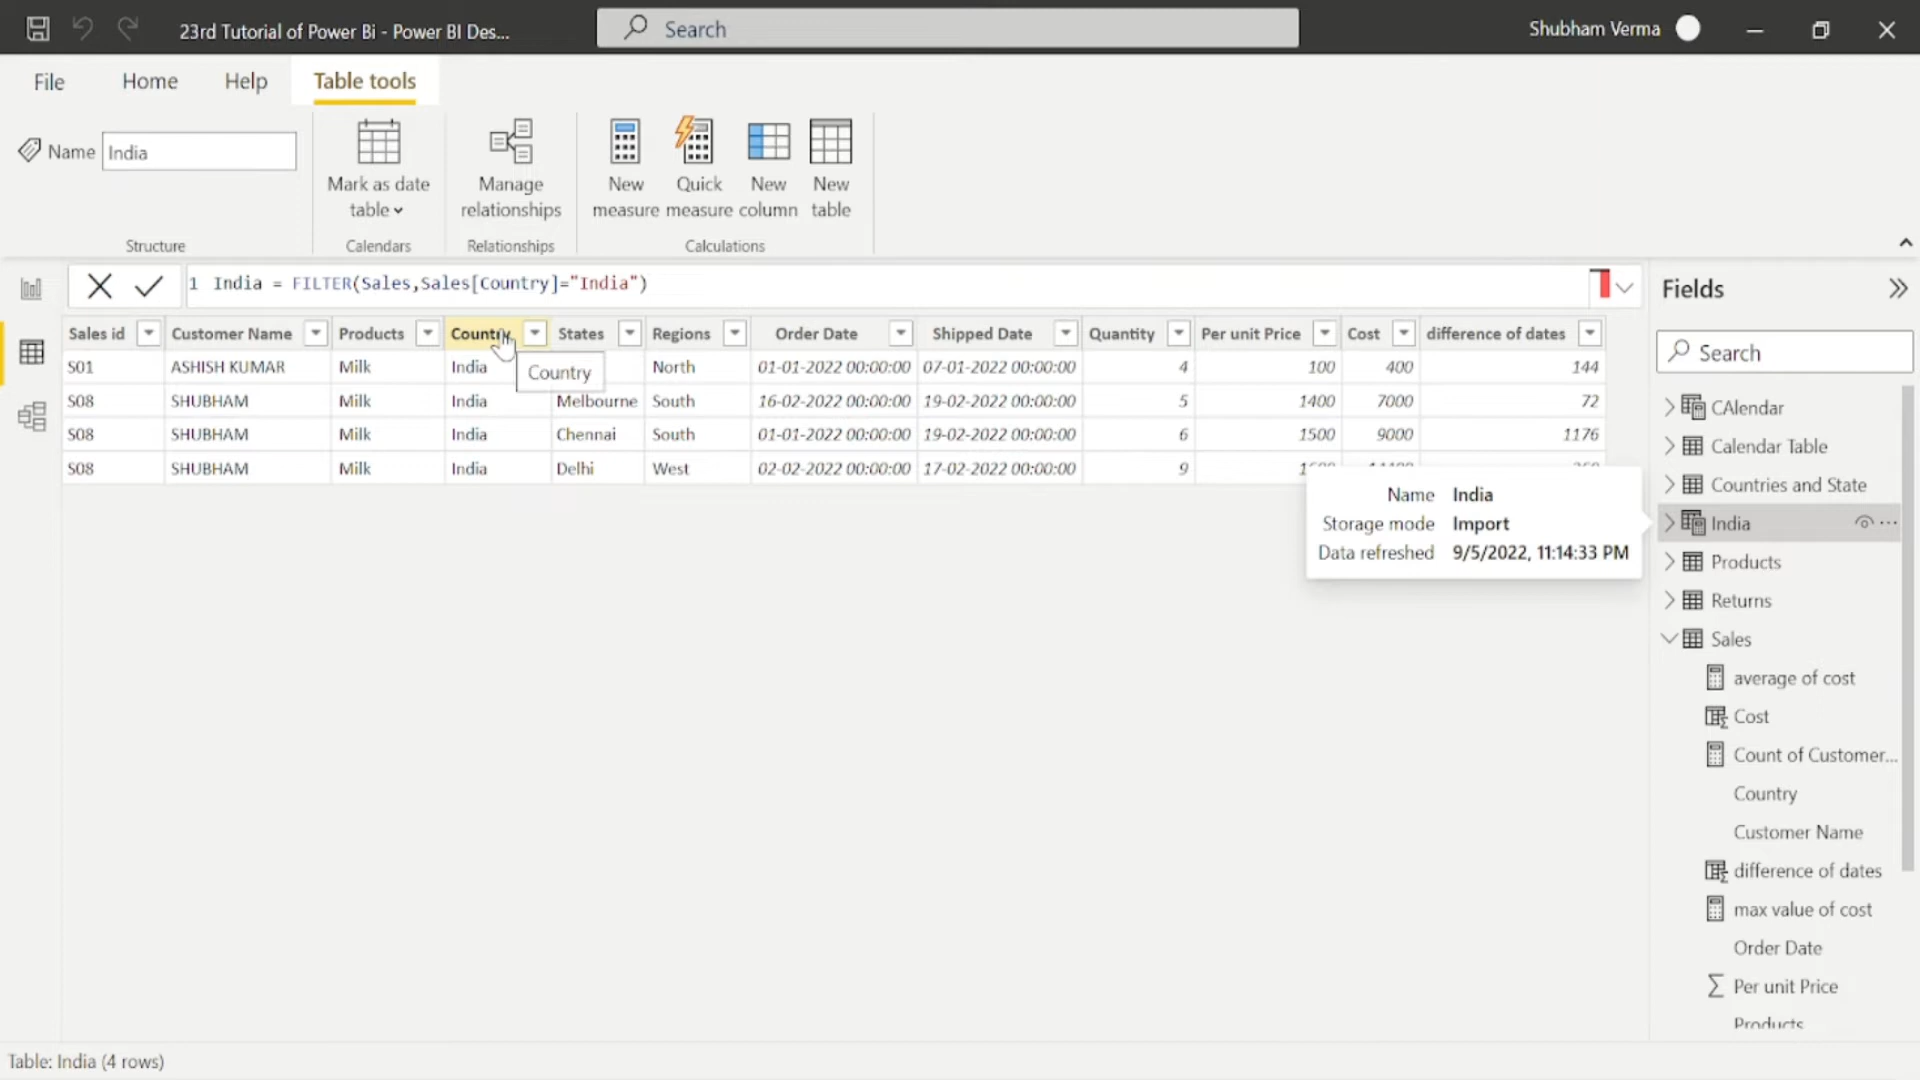 23rd Tutorial of Power Bi - Power BI Des...
Search
Shubham Verma
File Home Help Table tools
Name India
Mark as date table
Manage relationships
New measure
Quick measure
New column
New table
Structure Calendars Relationships Calculations
1 India = FILTER(Sales,Sales[Country]="India")
Sales id Customer Name Products Country States Regions Order Date Shipped Date Quantity Per unit Price Cost difference of dates
S01 ASHISH KUMAR Milk India North 01-01-2022 00:00:00 07-01-2022 00:00:00 4 100 400 144
Country
S08 SHUBHAM Milk India Melbourne South 16-02-2022 00:00:00 19-02-2022 00:00:00 5 1400 7000 72
S08 SHUBHAM Milk India Chennai South 01-01-2022 00:00:00 19-02-2022 00:00:00 6 1500 9000 1176
S08 SHUBHAM Milk India Delhi West 02-02-2022 00:00:00 17-02-2022 00:00:00 9
Name India
Storage mode Import
Data refreshed 9/5/2022, 11:14:33 PM
Fields
Search
CAlendar
Calendar Table
Countries and State
India
Products
Returns
Sales
average of cost
Cost
Count of Customer...
Country
Customer Name
difference of dates
max value of cost
Order Date
Per unit Price
Products
Table: India (4 rows)